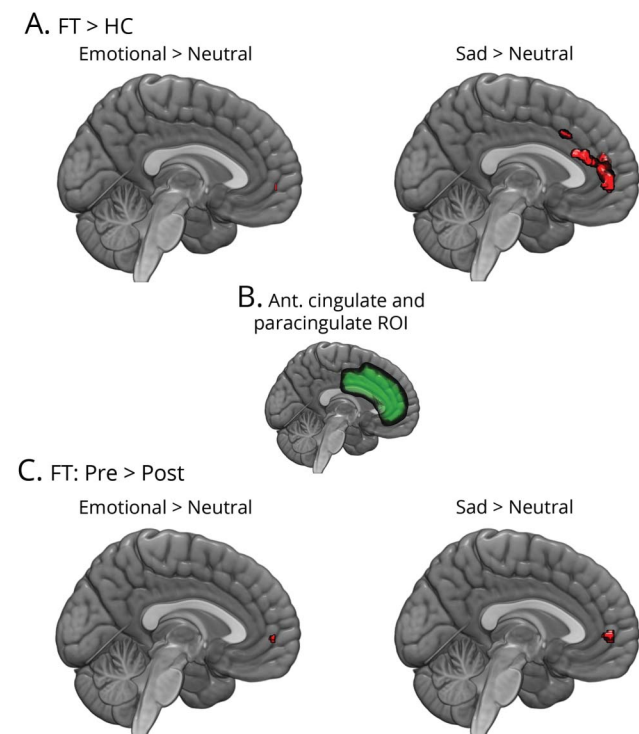 A. FT > HC
Emotional > Neutral
Sad > Neutral
B. Ant. cingulate and
paracingulate ROI
C. FT: Pre > Post
Emotional > Neutral
Sad > Neutral